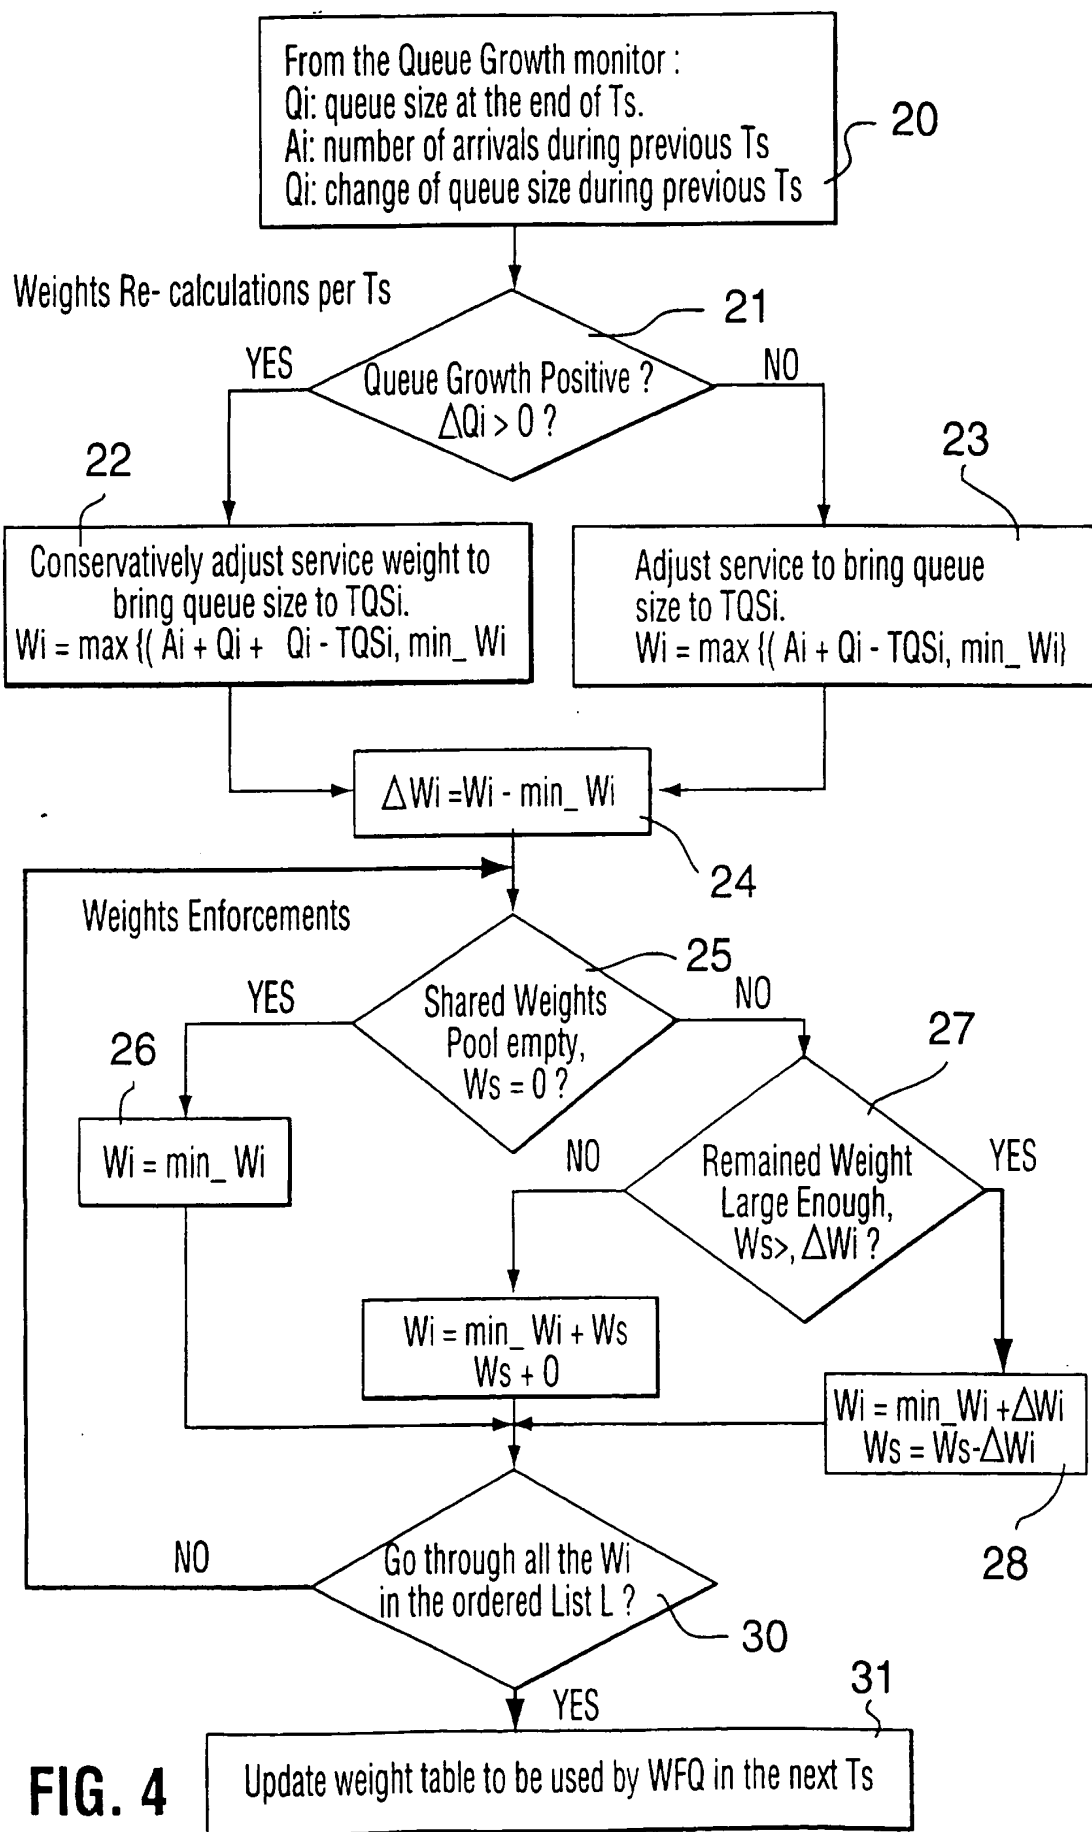 From the Queue Growth monitor :
Qi: queue size at the end of Ts.
Ai: number of arrivals during previous Ts
Qi: change of queue size during previous Ts
20
Weights Re- calculations per Ts
21
YES
NO
Queue Growth Positive ?
ΔQi > 0 ?
22
23
Conservatively adjust service weight to
bring queue size to TQSi.
Wi = max {( Ai + Qi + Qi - TQSi, min_ Wi
Adjust service to bring queue
size to TQSi.
Wi = max {( Ai + Qi - TQSi, min_ Wi}
ΔWi =Wi - min_ Wi
24
Weights Enforcements
25
YES
NO
Shared Weights
Pool empty,
Ws = 0 ?
26
27
Wi = min_ Wi
NO
YES
Remained Weight
Large Enough,
Ws>, ΔWi ?
Wi = min_ Wi + Ws
Ws + 0
Wi = min_Wi +ΔWi
Ws = Ws-ΔWi
28
NO
Go through all the Wi
in the ordered List L ?
30
YES
31
Update weight table to be used by WFQ in the next Ts
FIG. 4